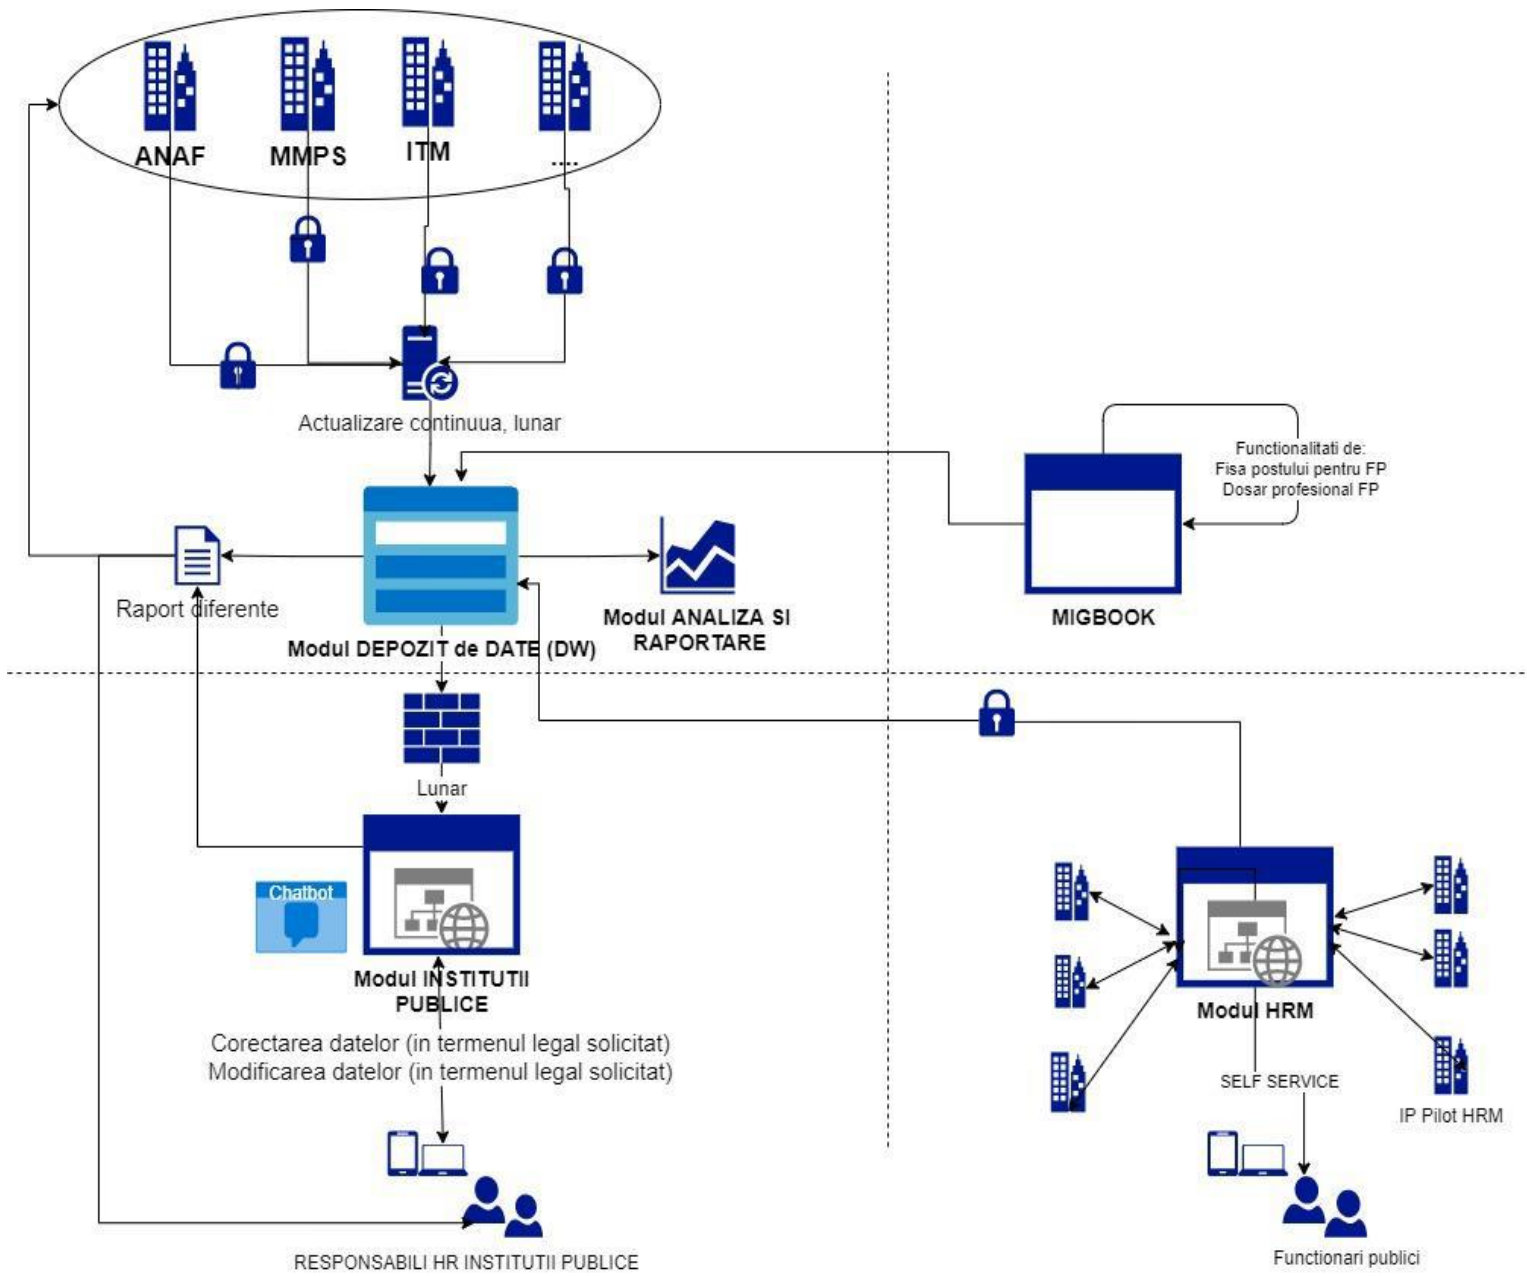 ANAF
MMPS
ITM
....
Actualizare continuua, lunar
Functionalitati de:
Fisa postului pentru FP
Dosar profesional FP
MIGBOOK
Raport diferente
Modul DEPOZIT de DATE (DW)
Modul ANALIZA SI
RAPORTARE
Lunar
Chatbot
Modul INSTITUTII
PUBLICE
Corectarea datelor (in termenul legal solicitat)
Modificarea datelor (in termenul legal solicitat)
RESPONSABILI HR INSTITUTII PUBLICE
Modul HRM
SELF SERVICE
IP Pilot HRM
Functionari publici